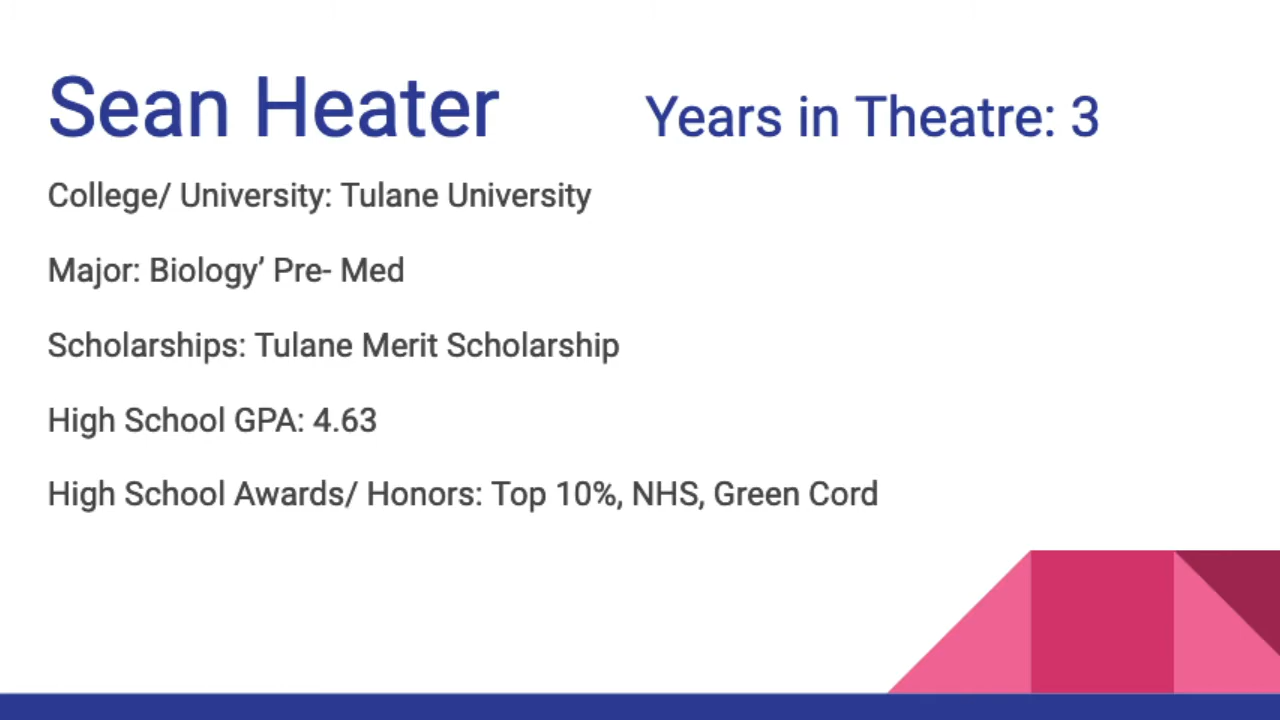 Sean Heater
Years in Theatre: 3
College/ University: Tulane University
Major: Biology’ Pre- Med
Scholarships: Tulane Merit Scholarship
High School GPA: 4.63
High School Awards/ Honors: Top 10%, NHS, Green Cord